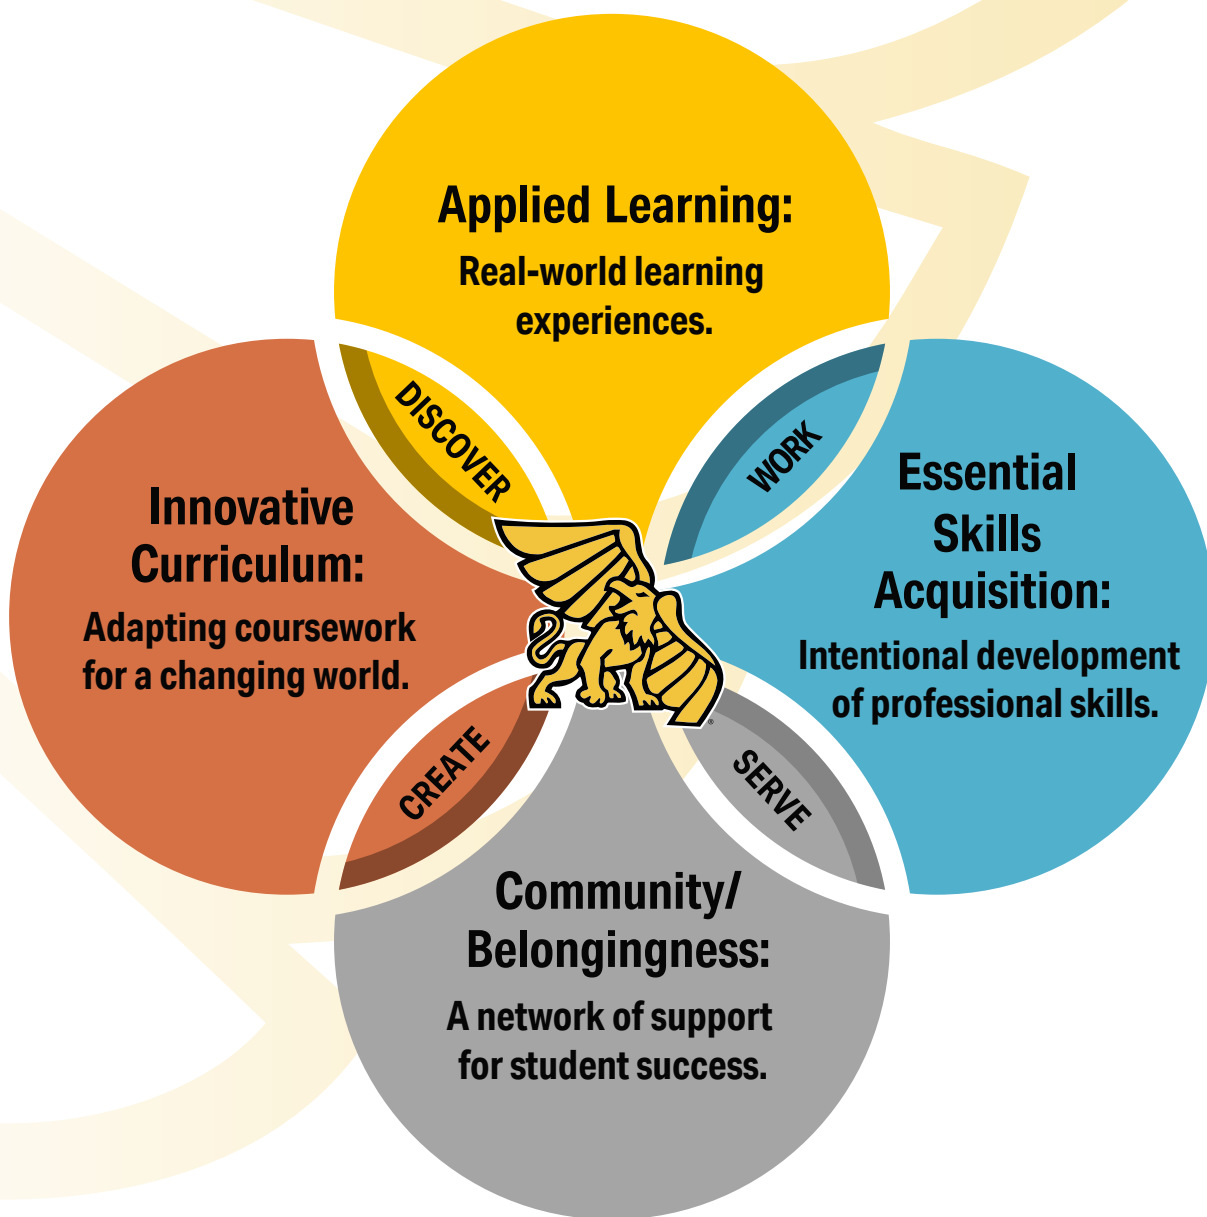 Applied Learning:
Real-world learning
experiences.
DISCOVER
WORK
Innovative
Curriculum:
Adapting coursework
for a changing world.
Essential
Skills
Acquisition:
Intentional development
of professional skills.
CREATE
SERVE
®
Community/
Belongingness:
A network of support
for student success.